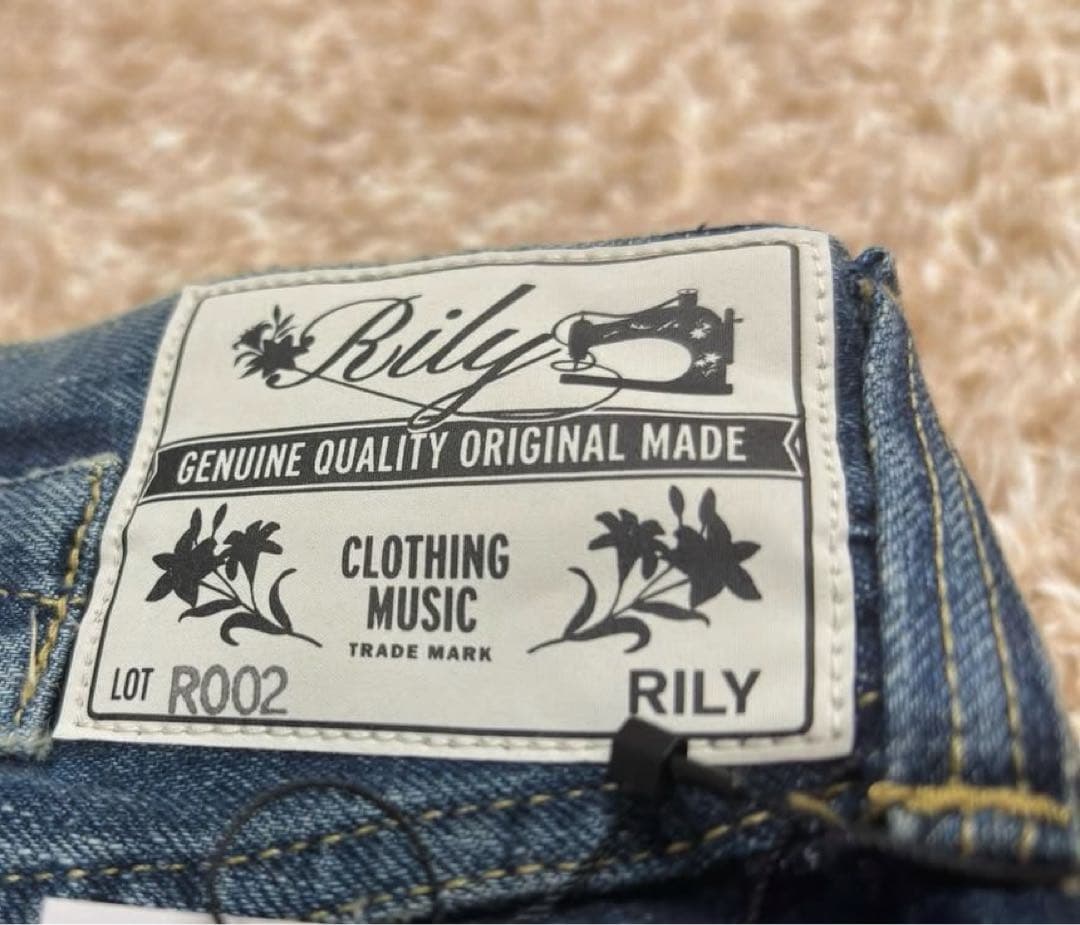 Rily
GENUINE QUALITY ORIGINAL MADE
CLOTHING
MUSIC
TRADE MARK
LOT R002
RILY